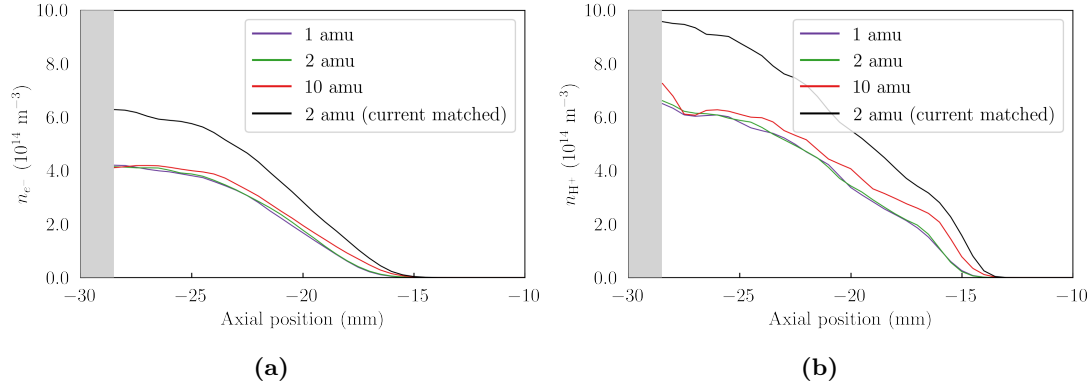 10.0
8.0
6.0
4.0
2.0
0.0
n_{e^-} (10^{14} m^{-3})
1 amu
2 amu
10 amu
2 amu (current matched)
−30 −25 −20 −15 −10
Axial position (mm)
(a)
10.0
8.0
6.0
4.0
2.0
0.0
n_{H^+} (10^{14} m^{-3})
1 amu
2 amu
10 amu
2 amu (current matched)
−30 −25 −20 −15 −10
Axial position (mm)
(b)